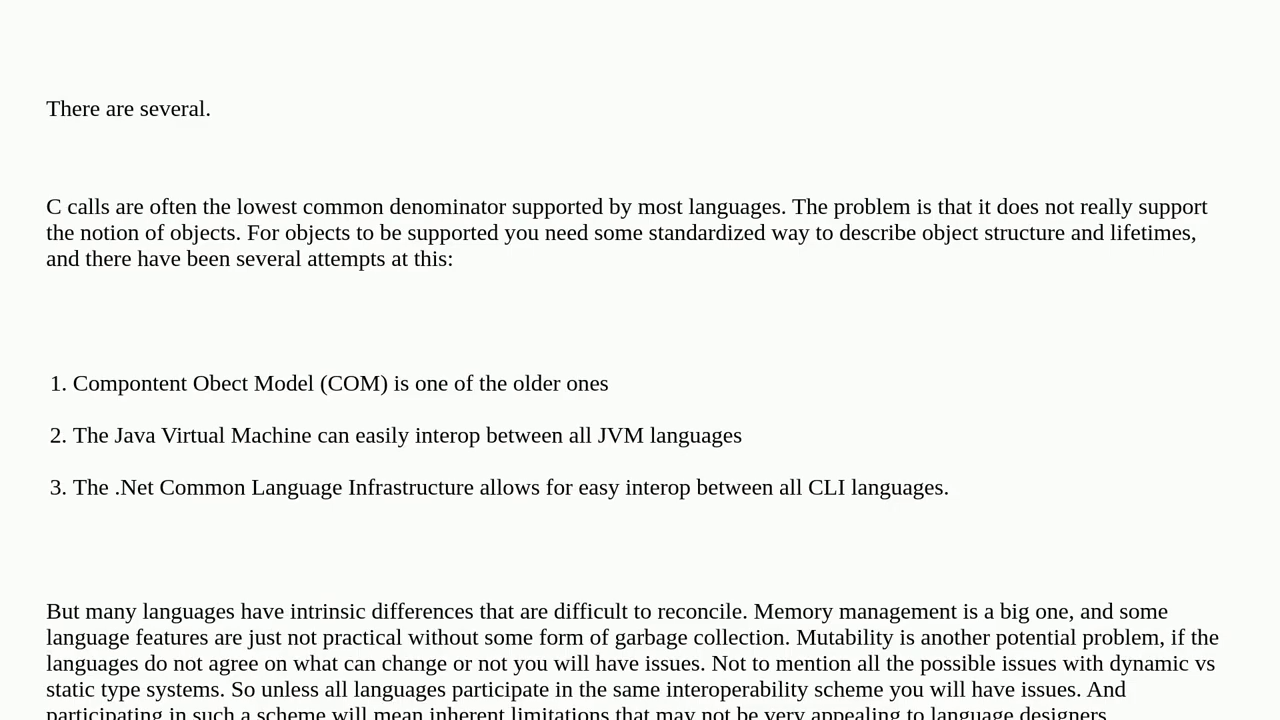 There are several.
C calls are often the lowest common denominator supported by most languages. The problem is that it does not really support
the notion of objects. For objects to be supported you need some standardized way to describe object structure and lifetimes,
and there have been several attempts at this:
1. Compontent Obect Model (COM) is one of the older ones
2. The Java Virtual Machine can easily interop between all JVM languages
3. The .Net Common Language Infrastructure allows for easy interop between all CLI languages.
But many languages have intrinsic differences that are difficult to reconcile. Memory management is a big one, and some
language features are just not practical without some form of garbage collection. Mutability is another potential problem, if the
languages do not agree on what can change or not you will have issues. Not to mention all the possible issues with dynamic vs
static type systems. So unless all languages participate in the same interoperability scheme you will have issues. And
participating in such a scheme will mean inherent limitations that may not be very appealing to language designers.